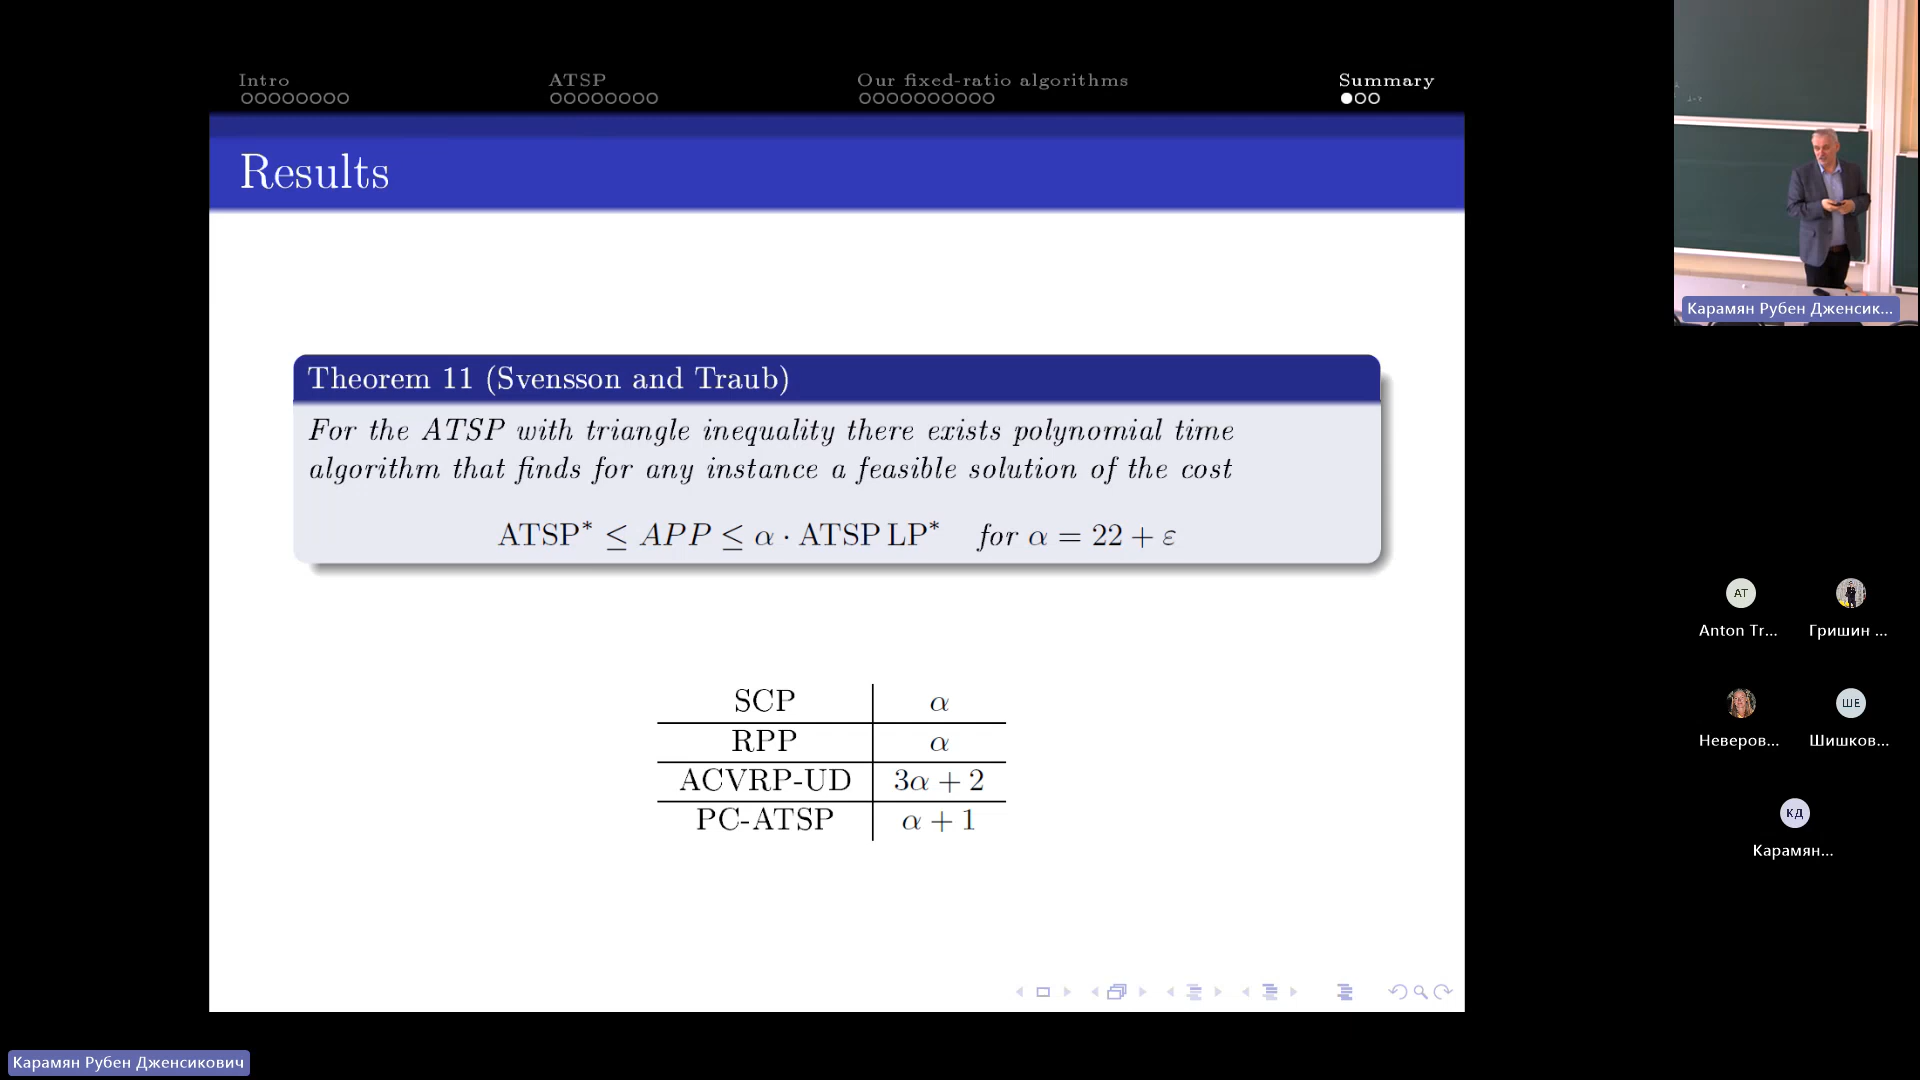 Intro
ATSP
Our fixed-ratio algorithms
Summary
Results
Theorem 11 (Svensson and Traub)
For the ATSP with triangle inequality there exists polynomial time
algorithm that finds for any instance a feasible solution of the cost
ATSP* ≤ APP ≤ α · ATSP LP* for α = 22 + ε
SCP α
RPP α
ACVRP-UD 3α + 2
PC-ATSP α + 1
Карамян Рубен Дженсик...
AT
Anton Tr...
Гришин ...
Неверов...
ШЕ
Шишков...
КД
Карамян...
Карамян Рубен Дженсикович